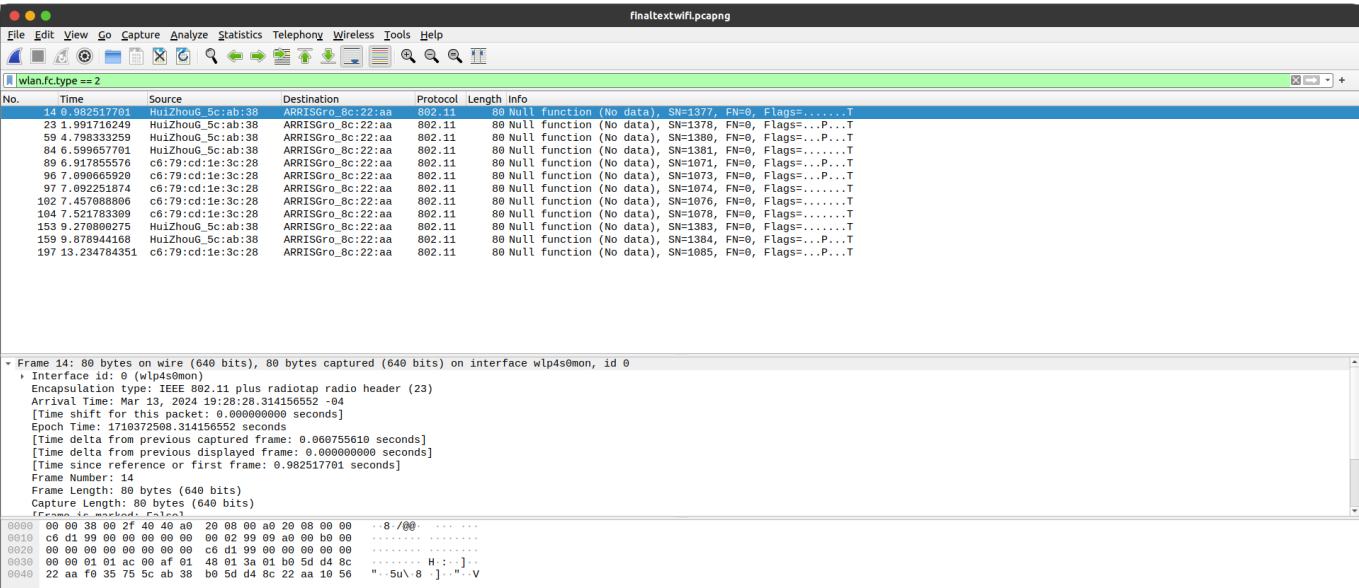 finaltextwifi.pcapng
File Edit View Go Capture Analyze Statistics Telephony Wireless Tools Help
wlan.fc.type == 2
No. Time Source Destination Protocol Length Info
14 0.982517701 HuiZhouG_5c:ab:38 ARRISGro_8c:22:aa 802.11 80 Null function (No data), SN=1377, FN=0, Flags=.......T
23 1.991716249 HuiZhouG_5c:ab:38 ARRISGro_8c:22:aa 802.11 80 Null function (No data), SN=1378, FN=0, Flags=...P...T
59 4.798333259 HuiZhouG_5c:ab:38 ARRISGro_8c:22:aa 802.11 80 Null function (No data), SN=1380, FN=0, Flags=...P...T
84 6.599657701 HuiZhouG_5c:ab:38 ARRISGro_8c:22:aa 802.11 80 Null function (No data), SN=1381, FN=0, Flags=.......T
89 6.917855576 c6:79:cd:1e:3c:28 ARRISGro_8c:22:aa 802.11 80 Null function (No data), SN=1071, FN=0, Flags=...P...T
96 7.090665920 c6:79:cd:1e:3c:28 ARRISGro_8c:22:aa 802.11 80 Null function (No data), SN=1073, FN=0, Flags=...P...T
97 7.092251874 c6:79:cd:1e:3c:28 ARRISGro_8c:22:aa 802.11 80 Null function (No data), SN=1074, FN=0, Flags=.......T
102 7.457088806 c6:79:cd:1e:3c:28 ARRISGro_8c:22:aa 802.11 80 Null function (No data), SN=1076, FN=0, Flags=.......T
104 7.521783309 c6:79:cd:1e:3c:28 ARRISGro_8c:22:aa 802.11 80 Null function (No data), SN=1078, FN=0, Flags=.......T
153 9.270800275 HuiZhouG_5c:ab:38 ARRISGro_8c:22:aa 802.11 80 Null function (No data), SN=1383, FN=0, Flags=.......T
159 9.878944168 HuiZhouG_5c:ab:38 ARRISGro_8c:22:aa 802.11 80 Null function (No data), SN=1384, FN=0, Flags=...P...T
197 13.234784351 c6:79:cd:1e:3c:28 ARRISGro_8c:22:aa 802.11 80 Null function (No data), SN=1085, FN=0, Flags=...P...T
Frame 14: 80 bytes on wire (640 bits), 80 bytes captured (640 bits) on interface wlp4s0mon, id 0
Interface id: 0 (wlp4s0mon)
Encapsulation type: IEEE 802.11 plus radiotap radio header (23)
Arrival Time: Mar 13, 2024 19:28:28.314156552 -04
[Time shift for this packet: 0.000000000 seconds]
Epoch Time: 1710372508.314156552 seconds
[Time delta from previous captured frame: 0.060755610 seconds]
[Time delta from previous displayed frame: 0.000000000 seconds]
[Time since reference or first frame: 0.982517701 seconds]
Frame Number: 14
Frame Length: 80 bytes (640 bits)
Capture Length: 80 bytes (640 bits)
[Frame is marked: False]
0000 00 00 38 00 2f 40 40 a0 20 08 00 a0 20 08 00 00 ··8·/@@· ··· ···
0010 c6 d1 99 00 00 00 00 00 00 02 99 09 a0 00 b0 00 ········ ········
0020 00 00 00 00 00 00 00 00 c6 d1 99 00 00 00 00 00 ········ ········
0030 00 00 01 01 ac 00 af 01 48 01 3a 01 b0 5d d4 8c ········ H·:··]··
0040 22 aa f0 35 75 5c ab 38 b0 5d d4 8c 22 aa 10 56 "··5u\·8 ·]··"··V